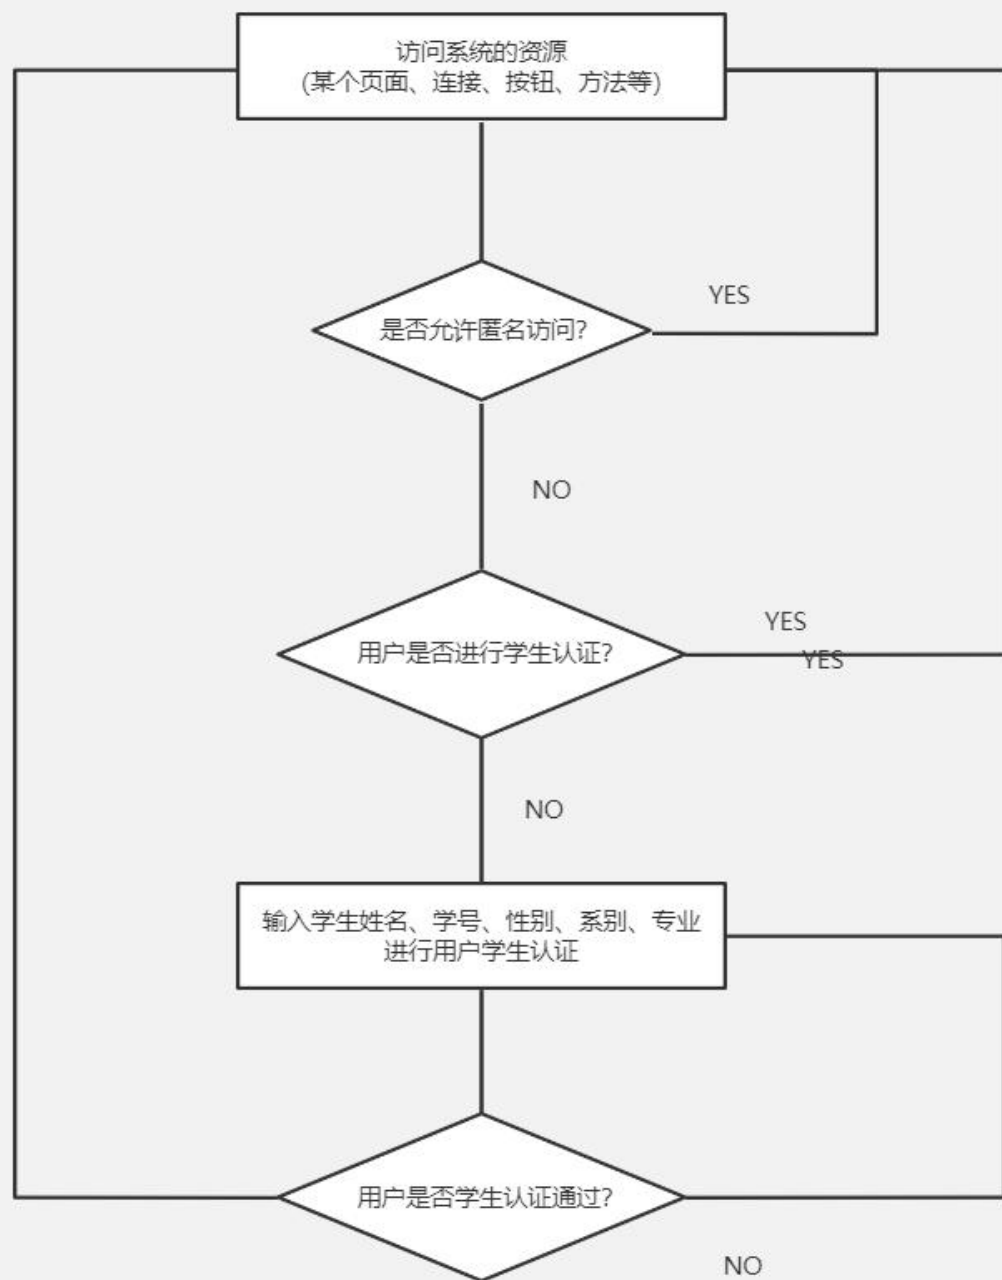 访问系统的资源
(某个页面、连接、按钮、方法等)
YES
是否允许匿名访问?
NO
YES
用户是否进行学生认证?
YES
NO
输入学生姓名、学号、性别、系别、专业
进行用户学生认证
用户是否学生认证通过?
NO